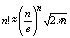 n! ≈ (n/e)^n √2πn